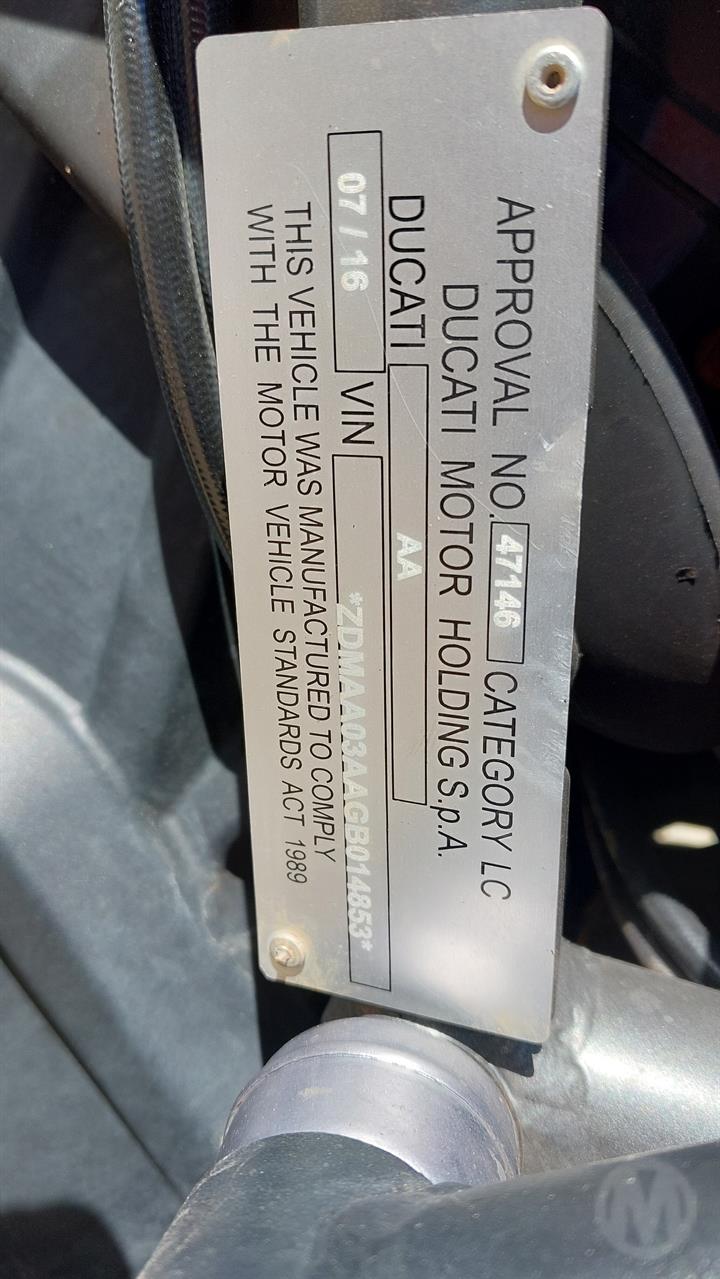 APPROVAL NO. 47146 CATEGORY LC
DUCATI MOTOR HOLDING S.p.A.
DUCATI AA
07 / 16 VIN *ZDMAA03AAGB014853*
THIS VEHICLE WAS MANUFACTURED TO COMPLY
WITH THE MOTOR VEHICLE STANDARDS ACT 1989
M